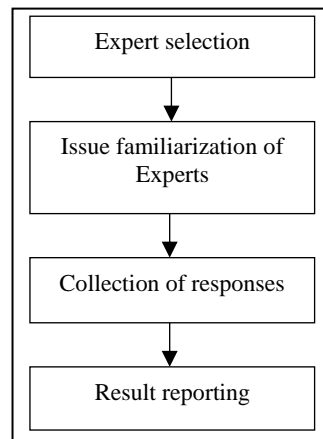 Expert selection
Issue familiarization of
Experts
Collection of responses
Result reporting